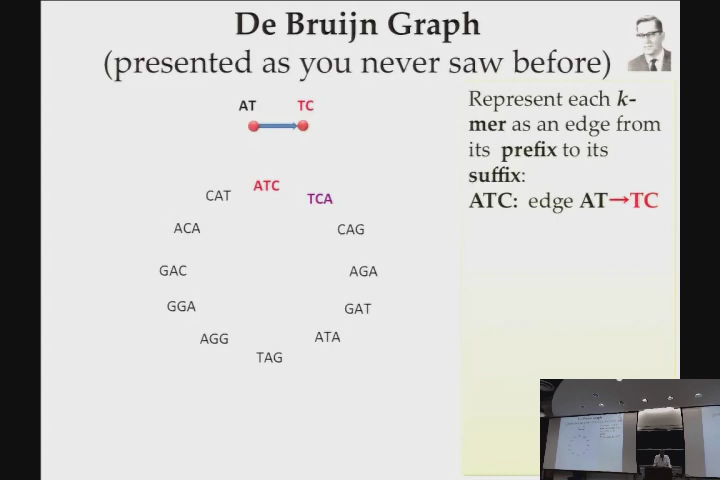 De Bruijn Graph
(presented as you never saw before)
AT TC
Represent each k-
mer as an edge from
its prefix to its
suffix:
ATC: edge AT→TC
ATC
CAT
TCA
ACA
CAG
GAC
AGA
GGA
GAT
AGG
ATA
TAG